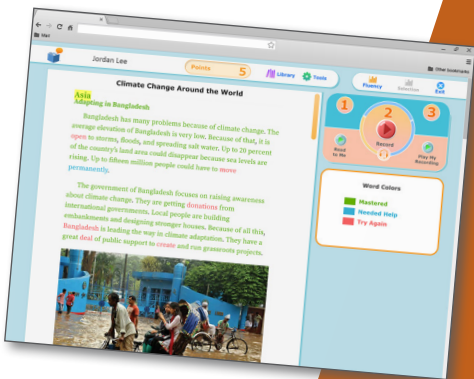 Mail
Other bookmarks
Jordan Lee
Points 5
Library
Tools
Fluency
Selection
Exit
Climate Change Around the World
Asia
Adapting in Bangladesh
Bangladesh has many problems because of climate change. The
average elevation of Bangladesh is very low. Because of that, it is
open to storms, floods, and spreading salt water. Up to 20 percent
of the country's land area could disappear because sea levels are
rising. Up to fifteen million people could have to move
permanently.
The government of Bangladesh focuses on raising awareness
about climate change. They are getting donations from
international governments. Local people are building
embankments and designing stronger houses. Because of all this,
Bangladesh is leading the way in climate adaptation. They have a
great deal of public support to create and run grassroots projects.
1
2
3
Read
to Me
Record
Play My
Recording
Word Colors
Mastered
Needed Help
Try Again